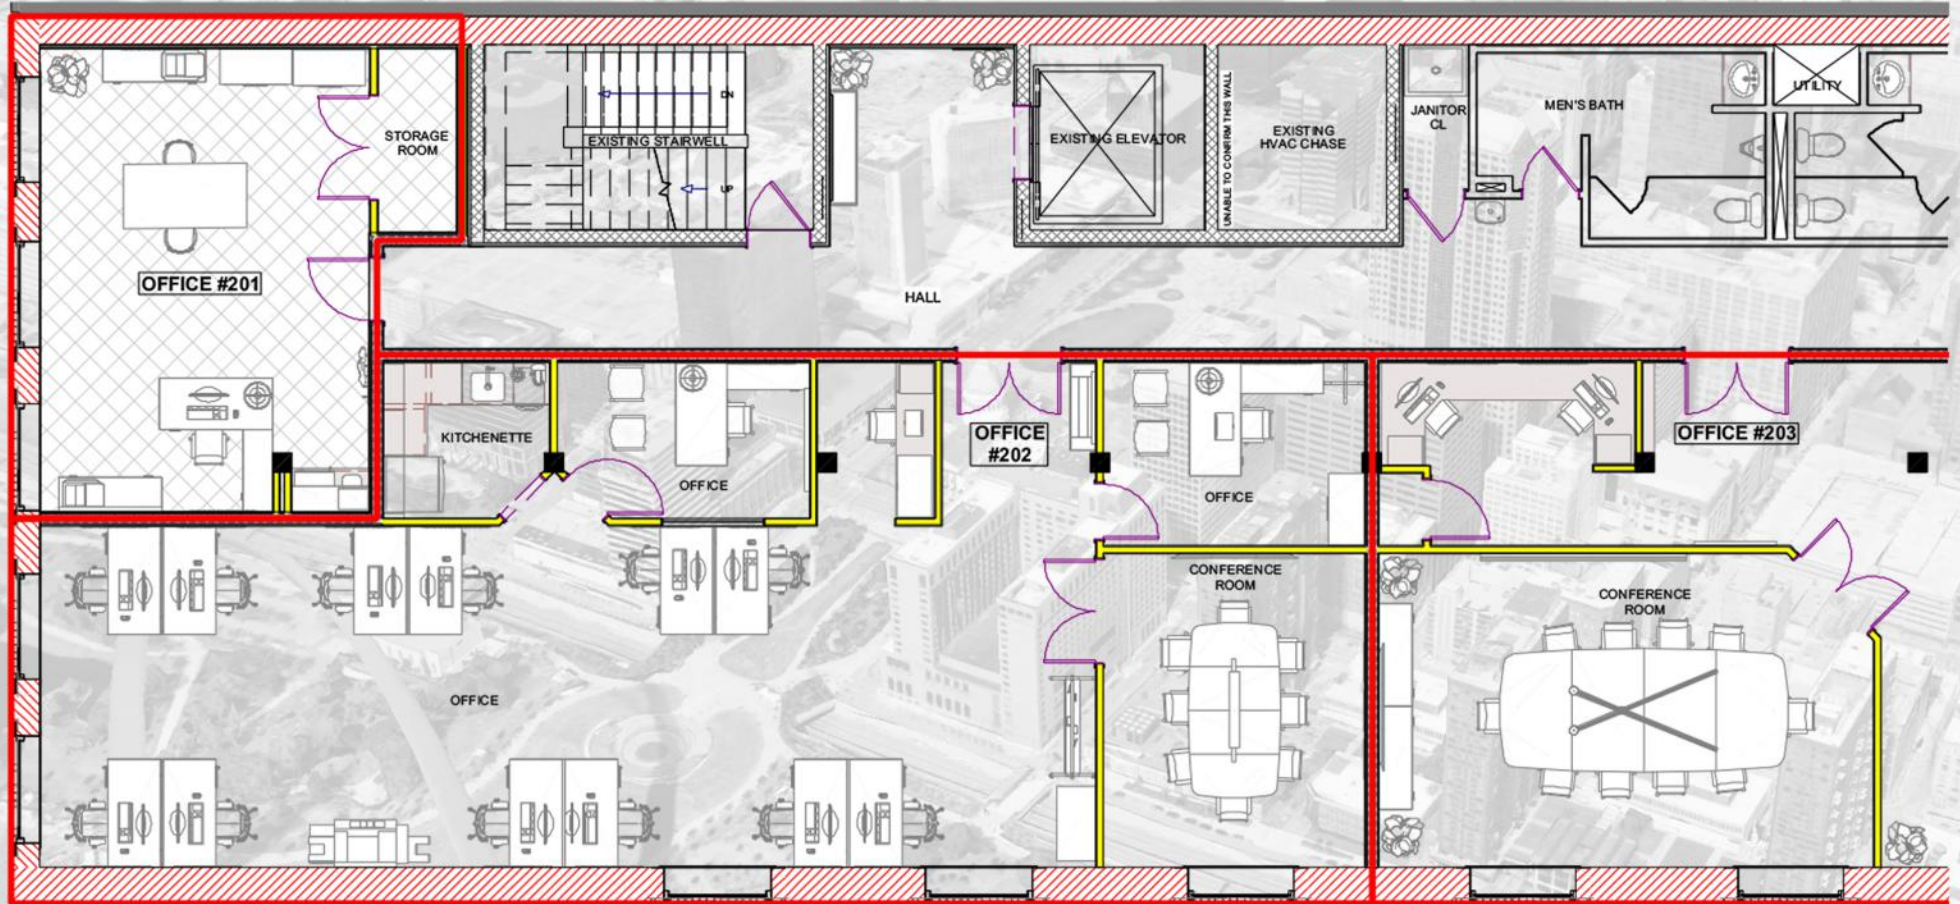 UTILITY
MEN'S BATH
JANITOR
CL
DN
STORAGE
ROOM
EXISTING STAIRWELL
EXISTING ELEVATOR
UNABLE TO CONFIRM THIS WALL
EXISTING
HVAC CHASE
UP
OFFICE #201
HALL
KITCHENETTE
OFFICE
OFFICE
#202
OFFICE
OFFICE #203
CONFERENCE
ROOM
CONFERENCE
ROOM
OFFICE